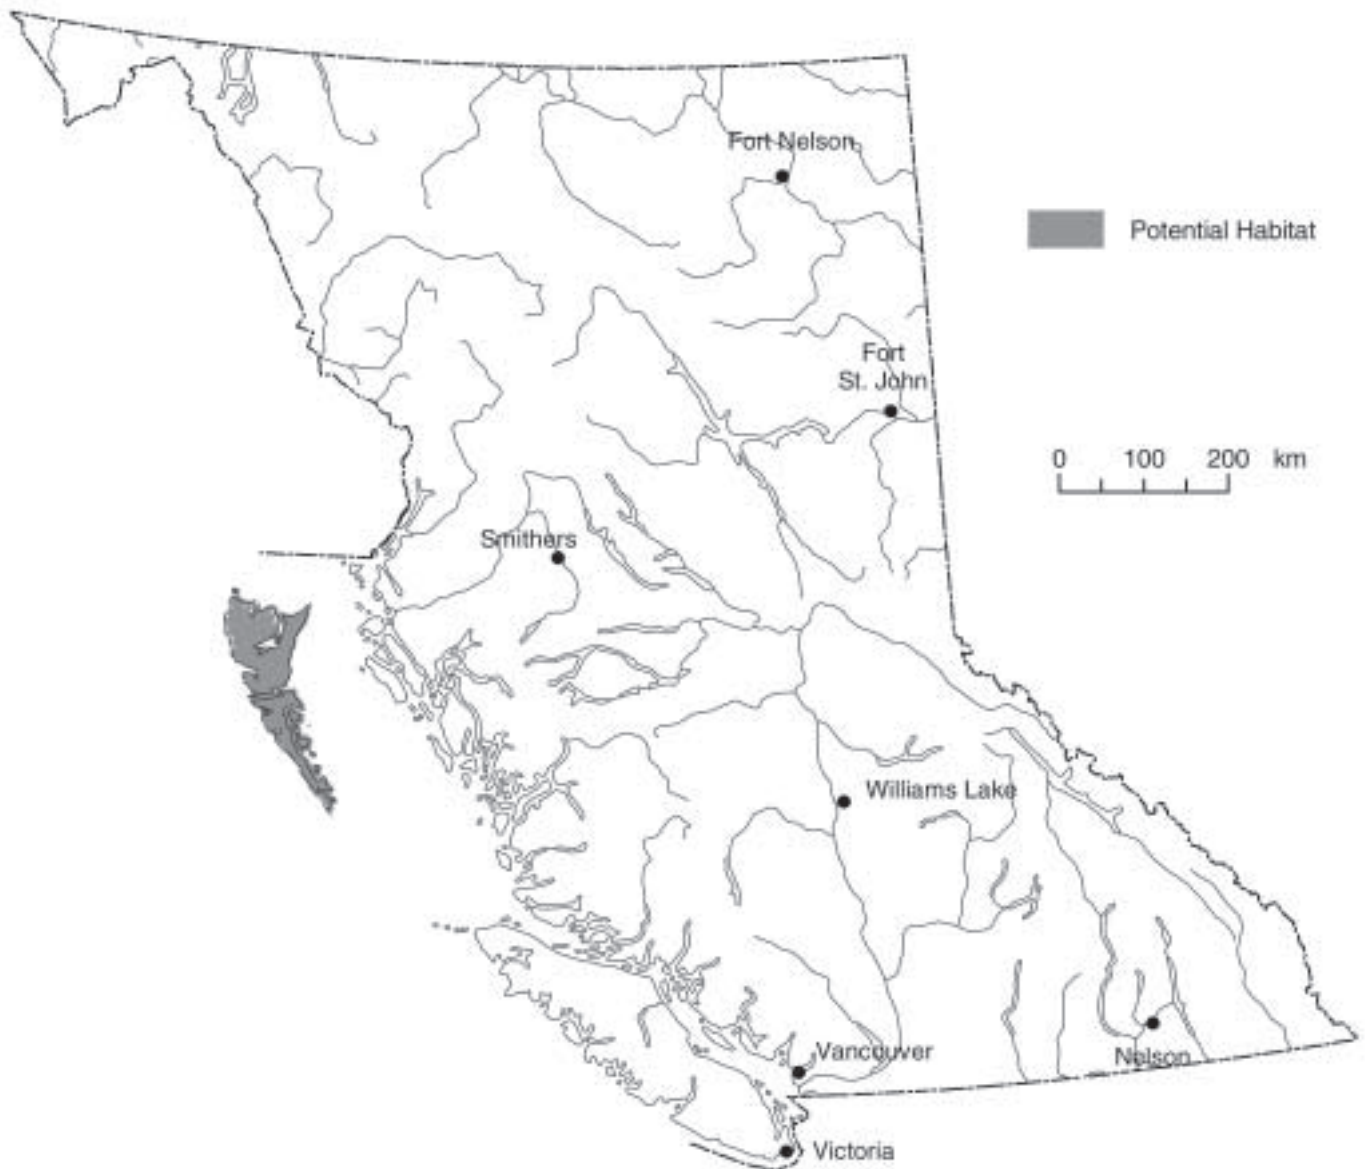 Fort Nelson
Potential Habitat
Fort
St. John
0 100 200 km
Smithers
Williams Lake
Vancouver
Nelson
Victoria